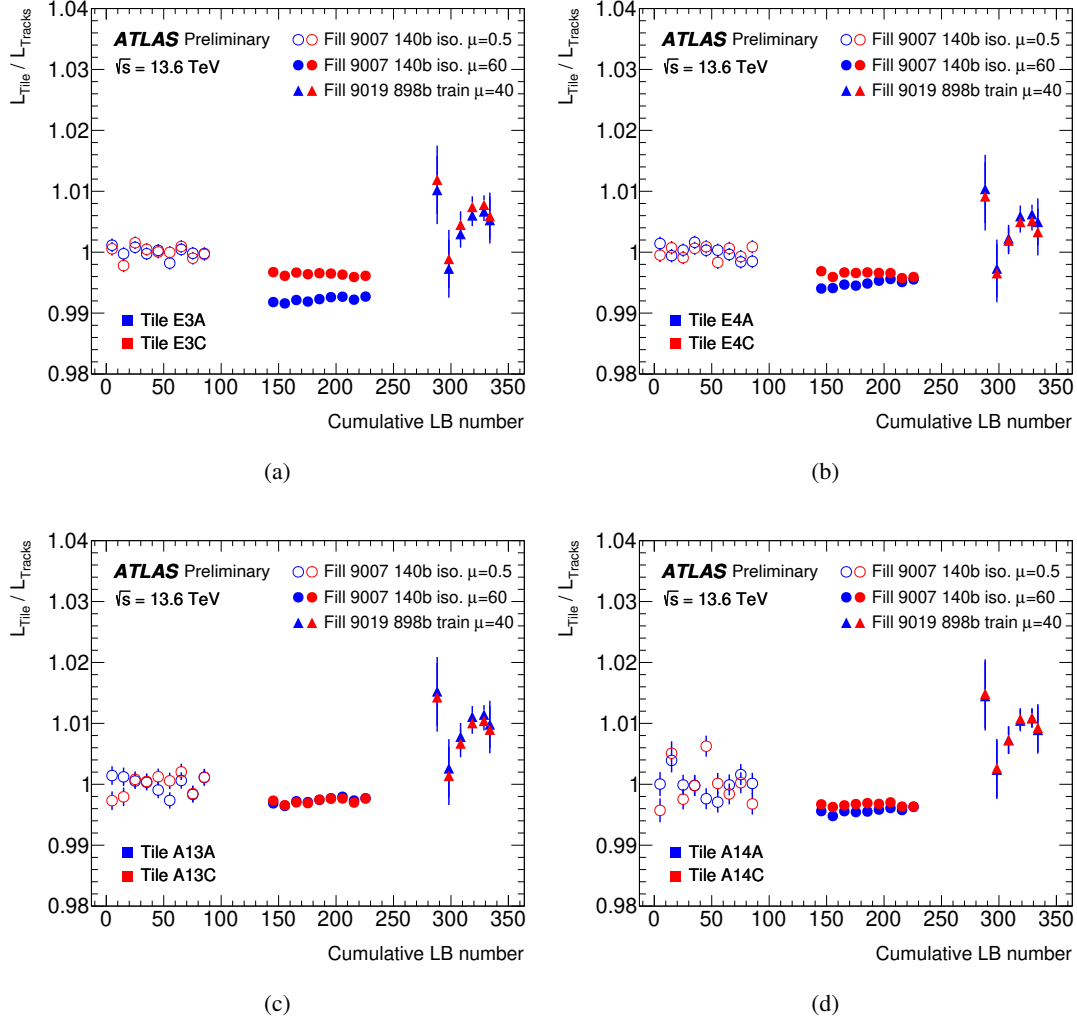 L_Tile / L_Tracks
1.04
1.03
1.02
1.01
1
0.99
0.98
ATLAS Preliminary
√s = 13.6 TeV
Fill 9007 140b iso. μ=0.5
Fill 9007 140b iso. μ=60
Fill 9019 898b train μ=40
Tile E3A
Tile E3C
0 50 100 150 200 250 300 350
Cumulative LB number
(a)
L_Tile / L_Tracks
1.04
1.03
1.02
1.01
1
0.99
0.98
ATLAS Preliminary
√s = 13.6 TeV
Fill 9007 140b iso. μ=0.5
Fill 9007 140b iso. μ=60
Fill 9019 898b train μ=40
Tile E4A
Tile E4C
0 50 100 150 200 250 300 350
Cumulative LB number
(b)
L_Tile / L_Tracks
1.04
1.03
1.02
1.01
1
0.99
0.98
ATLAS Preliminary
√s = 13.6 TeV
Fill 9007 140b iso. μ=0.5
Fill 9007 140b iso. μ=60
Fill 9019 898b train μ=40
Tile A13A
Tile A13C
0 50 100 150 200 250 300 350
Cumulative LB number
(c)
L_Tile / L_Tracks
1.04
1.03
1.02
1.01
1
0.99
0.98
ATLAS Preliminary
√s = 13.6 TeV
Fill 9007 140b iso. μ=0.5
Fill 9007 140b iso. μ=60
Fill 9019 898b train μ=40
Tile A14A
Tile A14C
0 50 100 150 200 250 300 350
Cumulative LB number
(d)